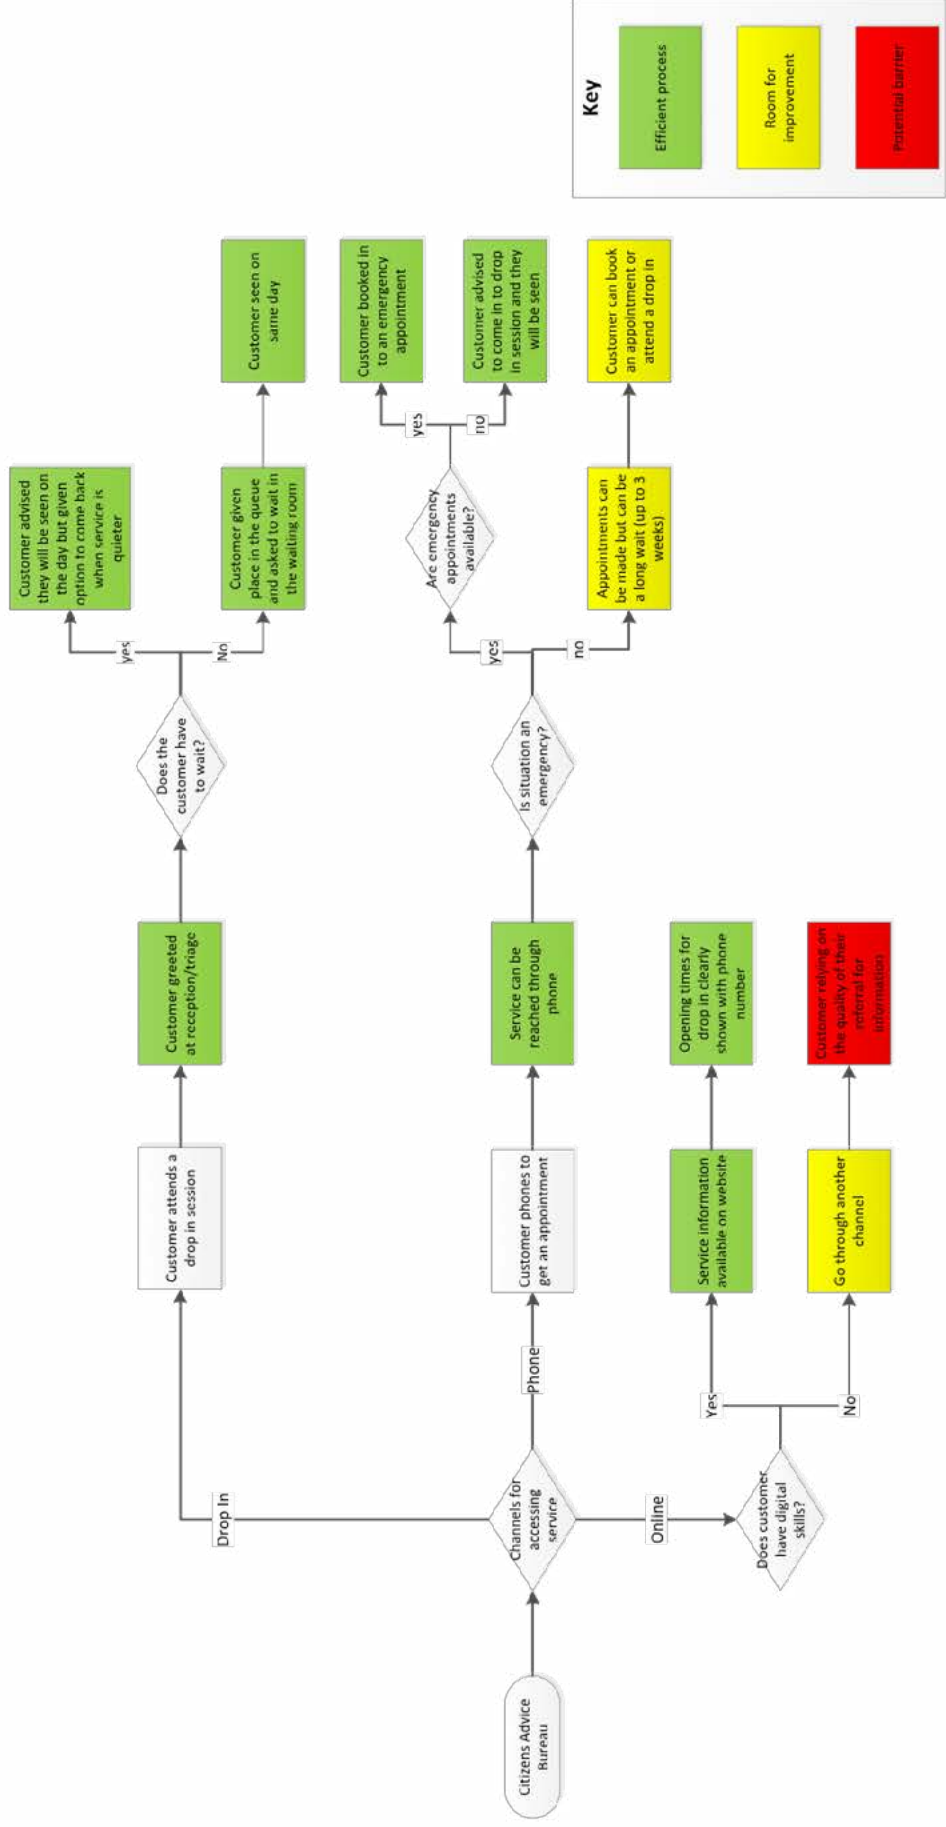 Citizens Advice
Bureau
Channels for
accessing
service
Drop In
Phone
Online
Customer attends a
drop in session
Customer greeted
at reception/triage
Does the
customer have
to wait?
yes
No
Customer advised
they will be seen on
the day but given
option to come back
when service is
quieter
Customer given
place in the queue
and asked to wait in
the waiting room
Customer seen on
same day
Customer phones to
get an appointment
Service can be
reached through
phone
Is situation an
emergency?
yes
no
Are emergency
appointments
available?
yes
no
Customer booked in
to an emergency
appointment
Customer advised
to come in to drop
in session and they
will be seen
Appointments can
be made but can be
a long wait (up to 3
weeks)
Customer can book
an appointment or
attend a drop in
Does customer
have digital
skills?
Yes
No
Service information
available on website
Opening times for
drop in clearly
shown with phone
number
Go through another
channel
Customer relying on
the quality of their
referral for
information
Key
Efficient process
Room for
improvement
Potential barrier